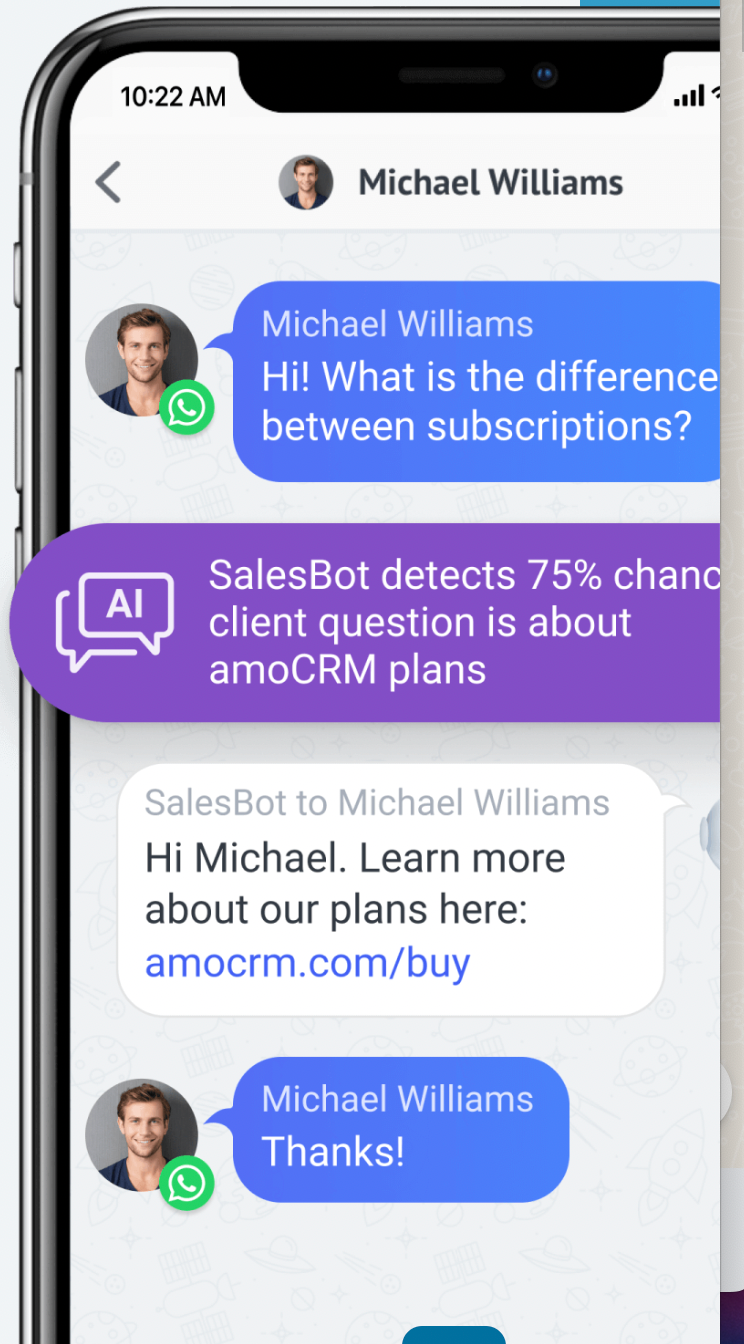 10:22 AM
Michael Williams
Michael Williams
Hi! What is the difference
between subscriptions?
AI
SalesBot detects 75%
client question is about
amoCRM plans
SalesBot to Michael Williams
Hi Michael. Learn more
about our plans here:
amocrm.com/buy
Michael Williams
Thanks!